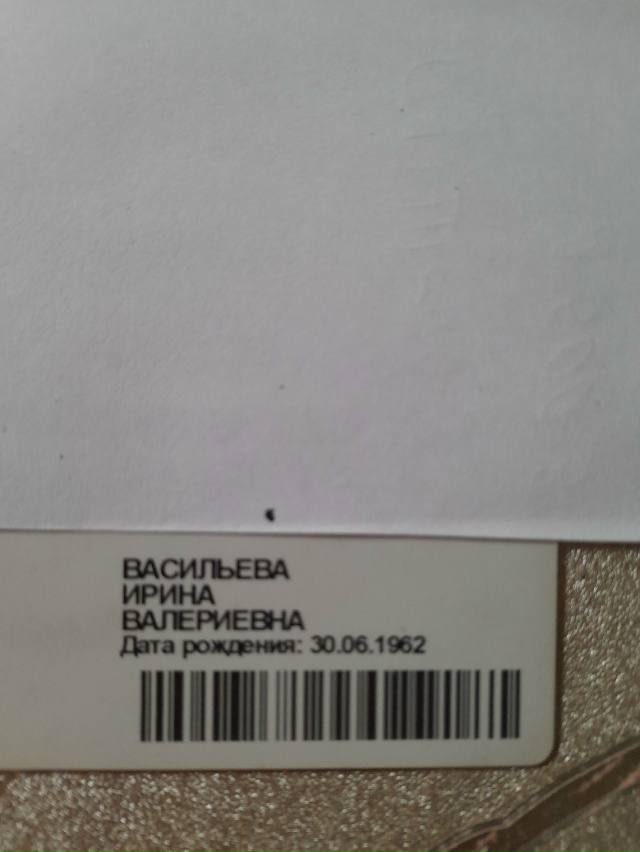 ВАСИЛЬЕВА
ИРИНА
ВАЛЕРИЕВНА
Дата рождения: 30.06.1962